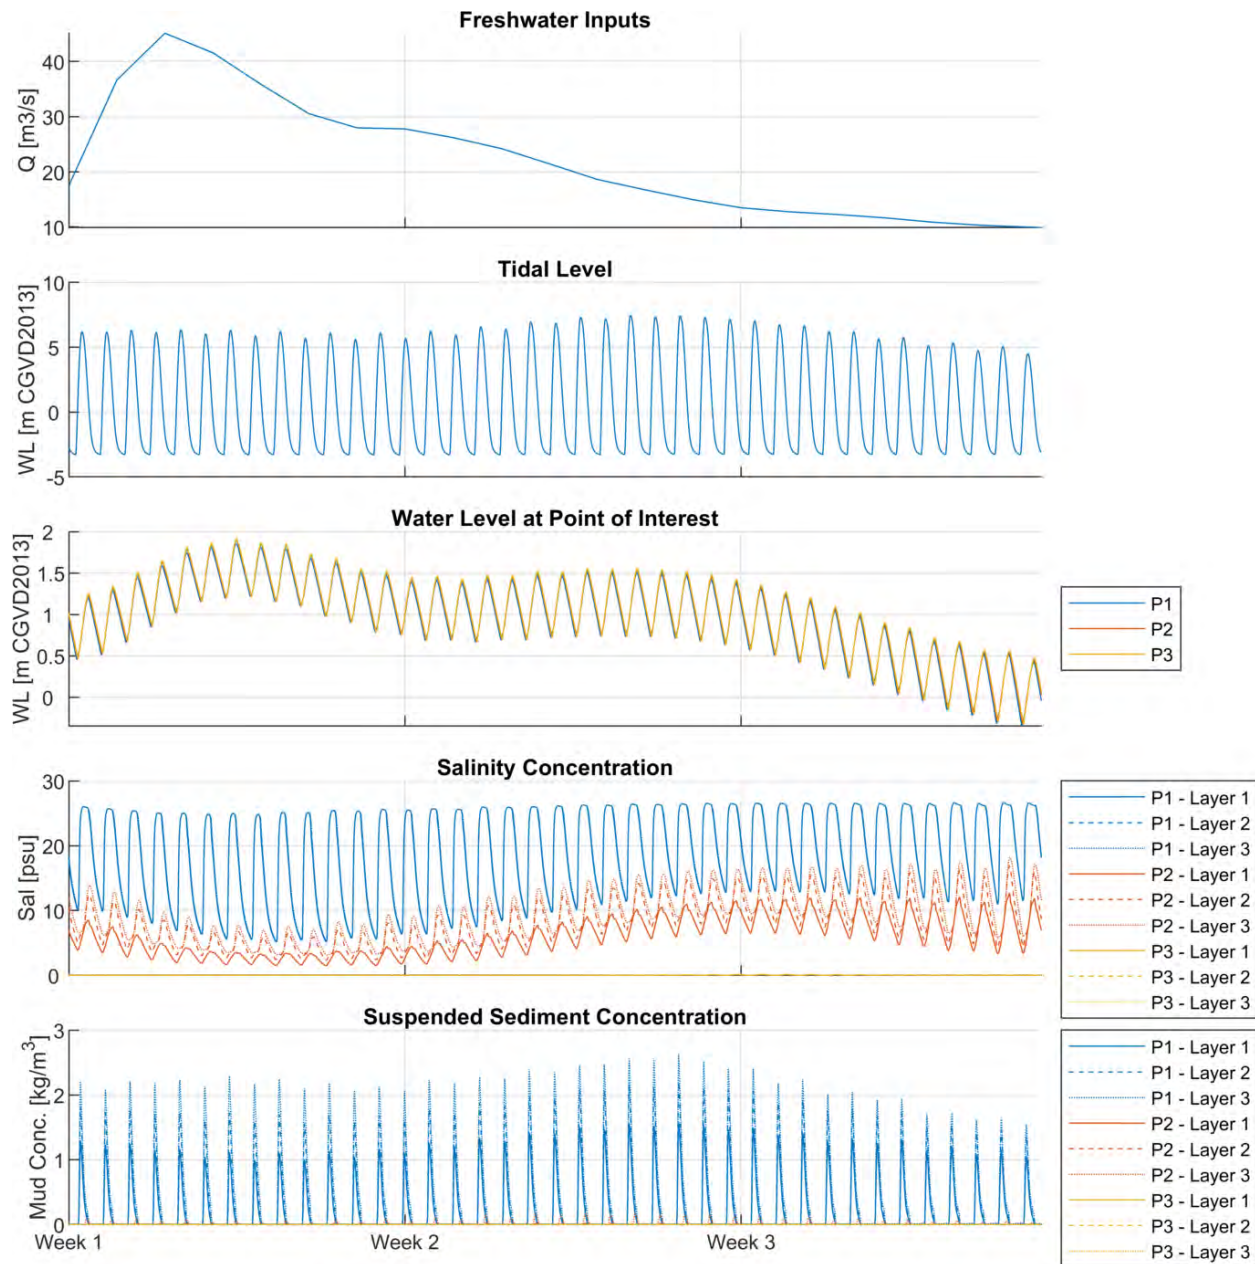 Freshwater Inputs
Q [m3/s]
40
30
20
10
Tidal Level
WL [m CGVD2013]
10
5
0
-5
Water Level at Point of Interest
WL [m CGVD2013]
2
1.5
1
0.5
0
P1
P2
P3
Salinity Concentration
Sal [psu]
30
20
10
0
P1 - Layer 1
P1 - Layer 2
P1 - Layer 3
P2 - Layer 1
P2 - Layer 2
P2 - Layer 3
P3 - Layer 1
P3 - Layer 2
P3 - Layer 3
Suspended Sediment Concentration
Mud Conc. [kg/m³]
3
2
1
0
Week 1 Week 2 Week 3
P1 - Layer 1
P1 - Layer 2
P1 - Layer 3
P2 - Layer 1
P2 - Layer 2
P2 - Layer 3
P3 - Layer 1
P3 - Layer 2
P3 - Layer 3